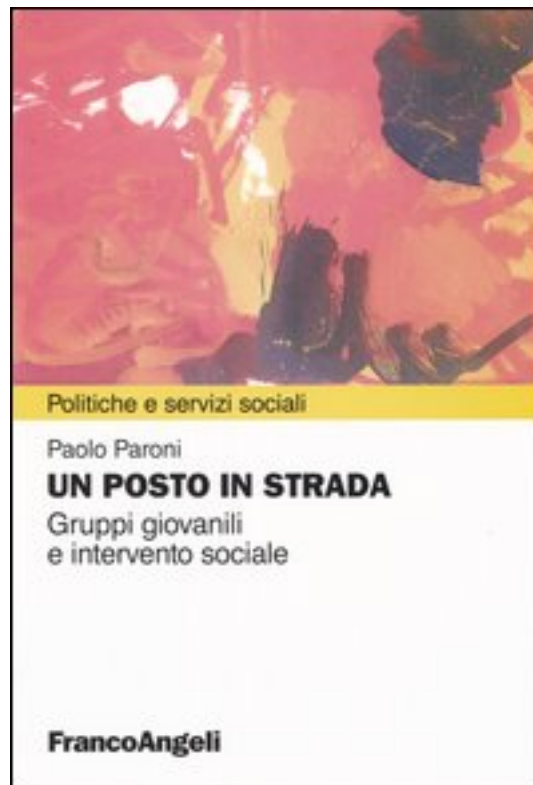 Politiche e servizi sociali
Paolo Paroni
UN POSTO IN STRADA
Gruppi giovanili
e intervento sociale
FrancoAngeli